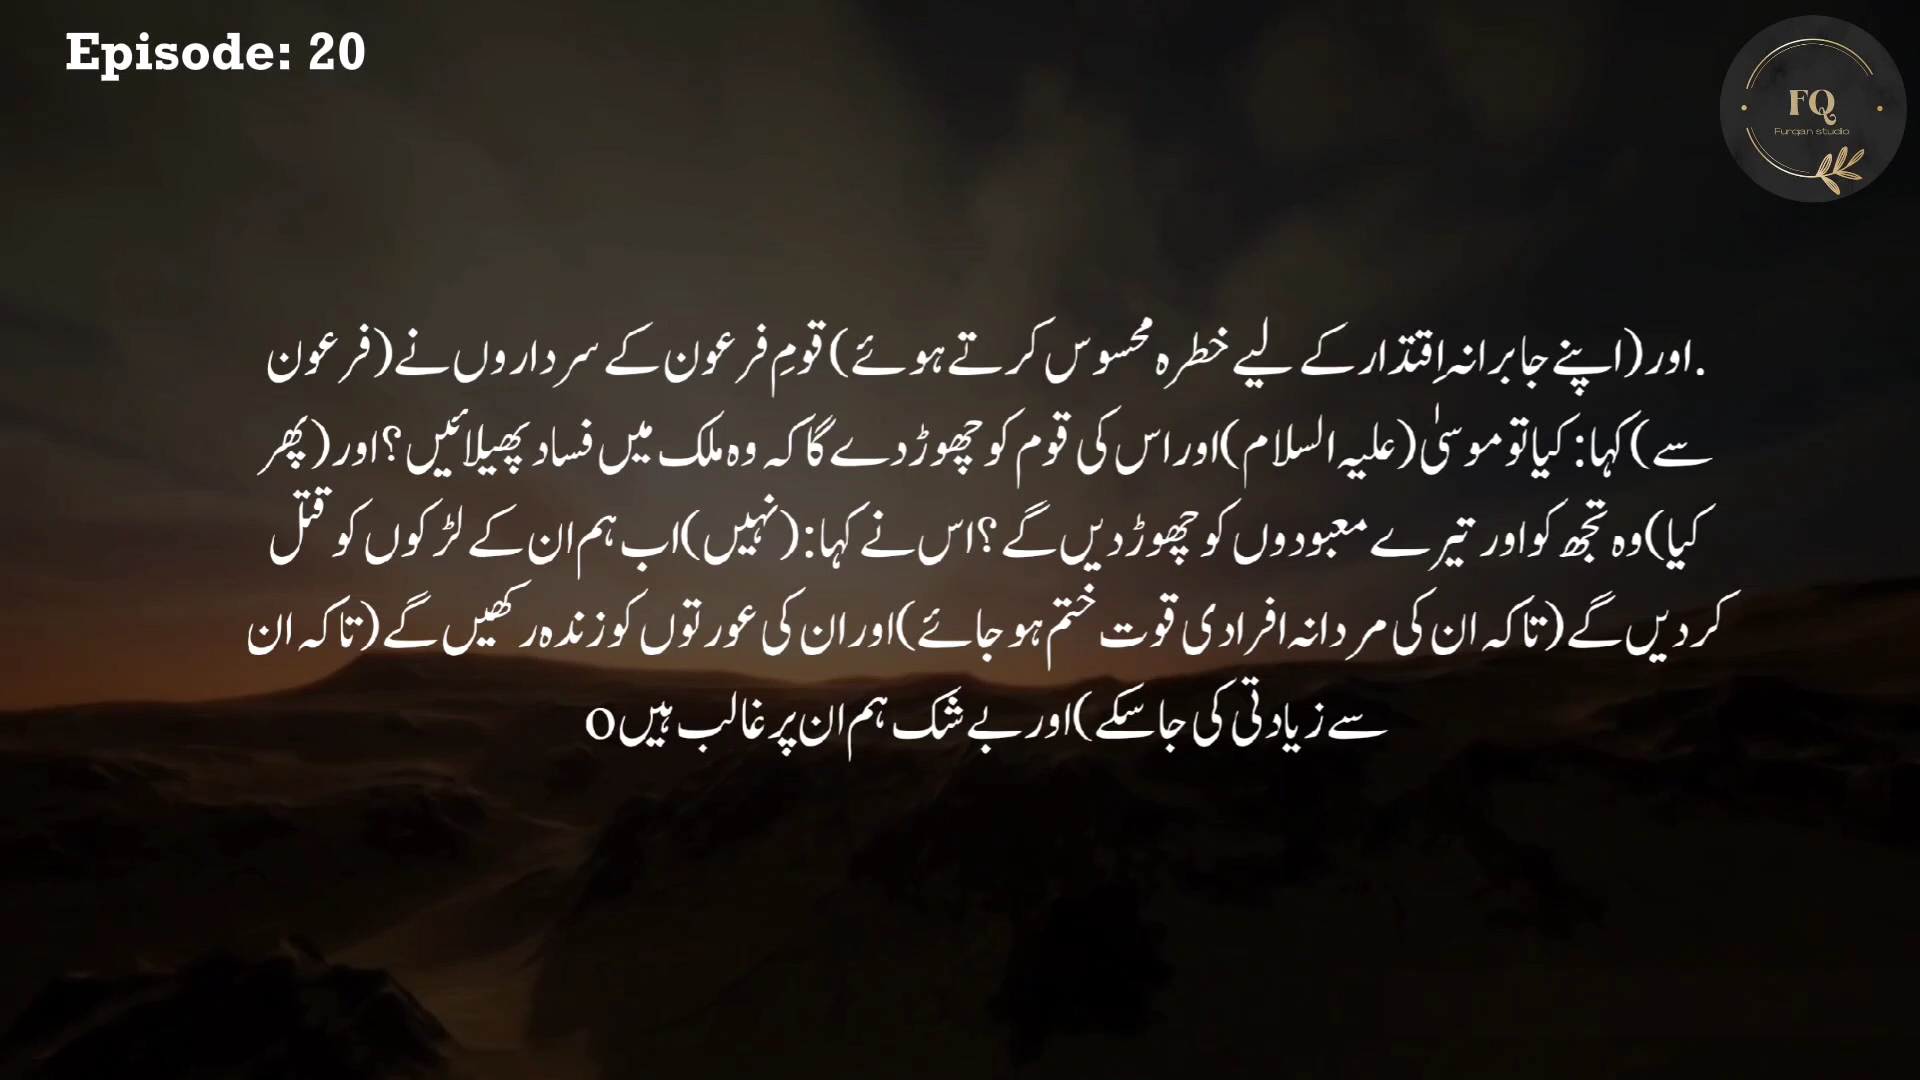 Episode: 20
FQ
Furqan studio
.اور(اپنے جابرانہ اِقتدار کے لیے خطرہ محسوس کرتے ہوئے) قومِ فرعون کے سرداروں نے(فرعون
سے) کہا: کیا تو موسیٰ(علیہ السلام)اور اس کی قوم کو چھوڑ دے گا کہ وہ ملک میں فساد پھیلائیں؟ اور(پھر
کیا)وہ تجھ کو اور تیرے معبودوں کو چھوڑ دیں گے؟ اس نے کہا: (نہیں)اب ہم ان کے لڑکوں کو قتل
کر دیں گے(تاکہ ان کی مردانہ افرادی قوت ختم ہو جائے)اور ان کی عورتوں کو زندہ رکھیں گے(تاکہ ان
سے زیادتی کی جا سکے)اور بے شک ہم ان پر غالب ہیںo